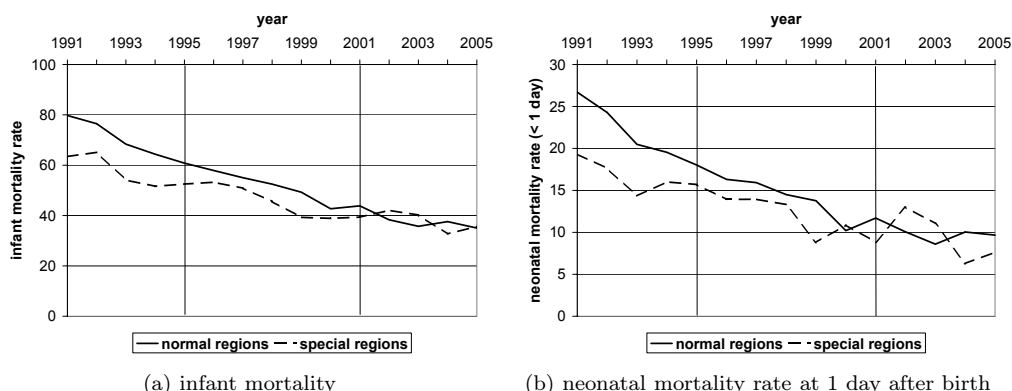 year
1991 1993 1995 1997 1999 2001 2003 2005
100
80
60
40
20
0
infant mortality rate
normal regions special regions
(a) infant mortality
year
1991 1993 1995 1997 1999 2001 2003 2005
30
25
20
15
10
5
0
neonatal mortality rate (< 1 day)
normal regions special regions
(b) neonatal mortality rate at 1 day after birth